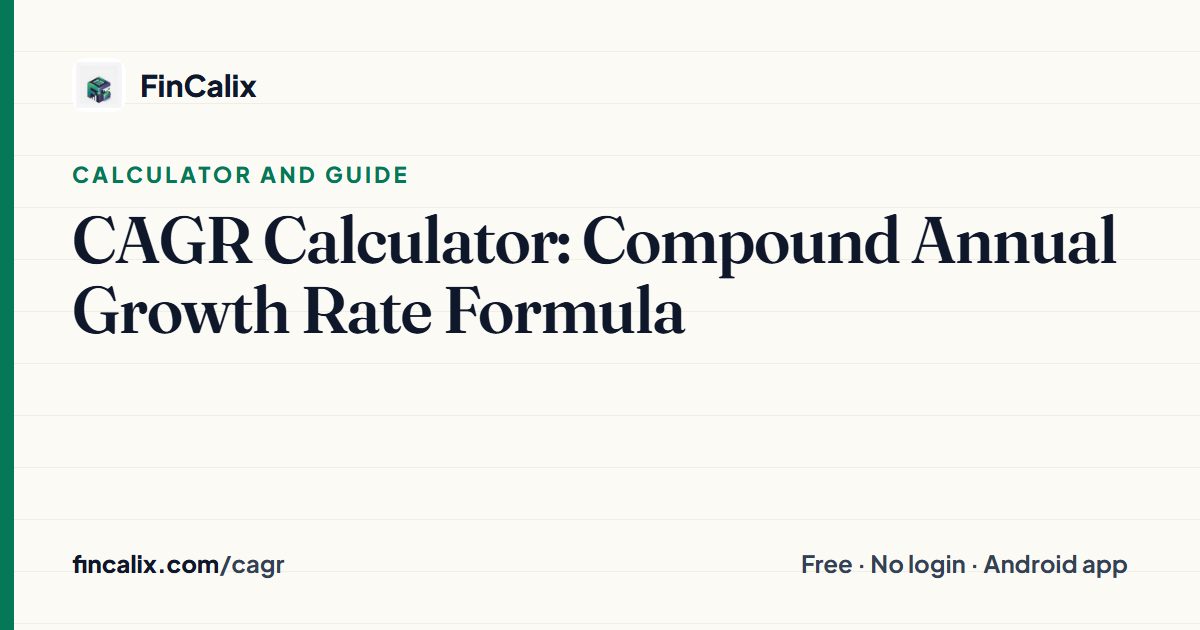 FinCalix
CALCULATOR AND GUIDE
CAGR Calculator: Compound Annual
Growth Rate Formula
fincalix.com/cagr
Free · No login · Android app